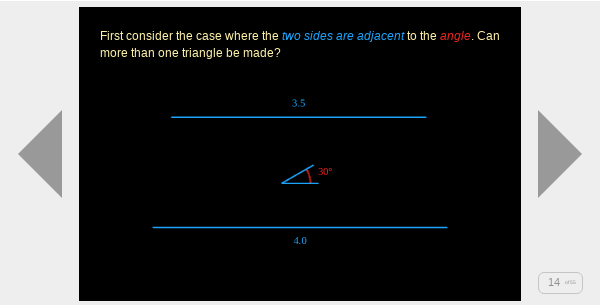 First consider the case where the two sides are adjacent to the angle. Can
more than one triangle be made?
3.5
30°
4.0
14